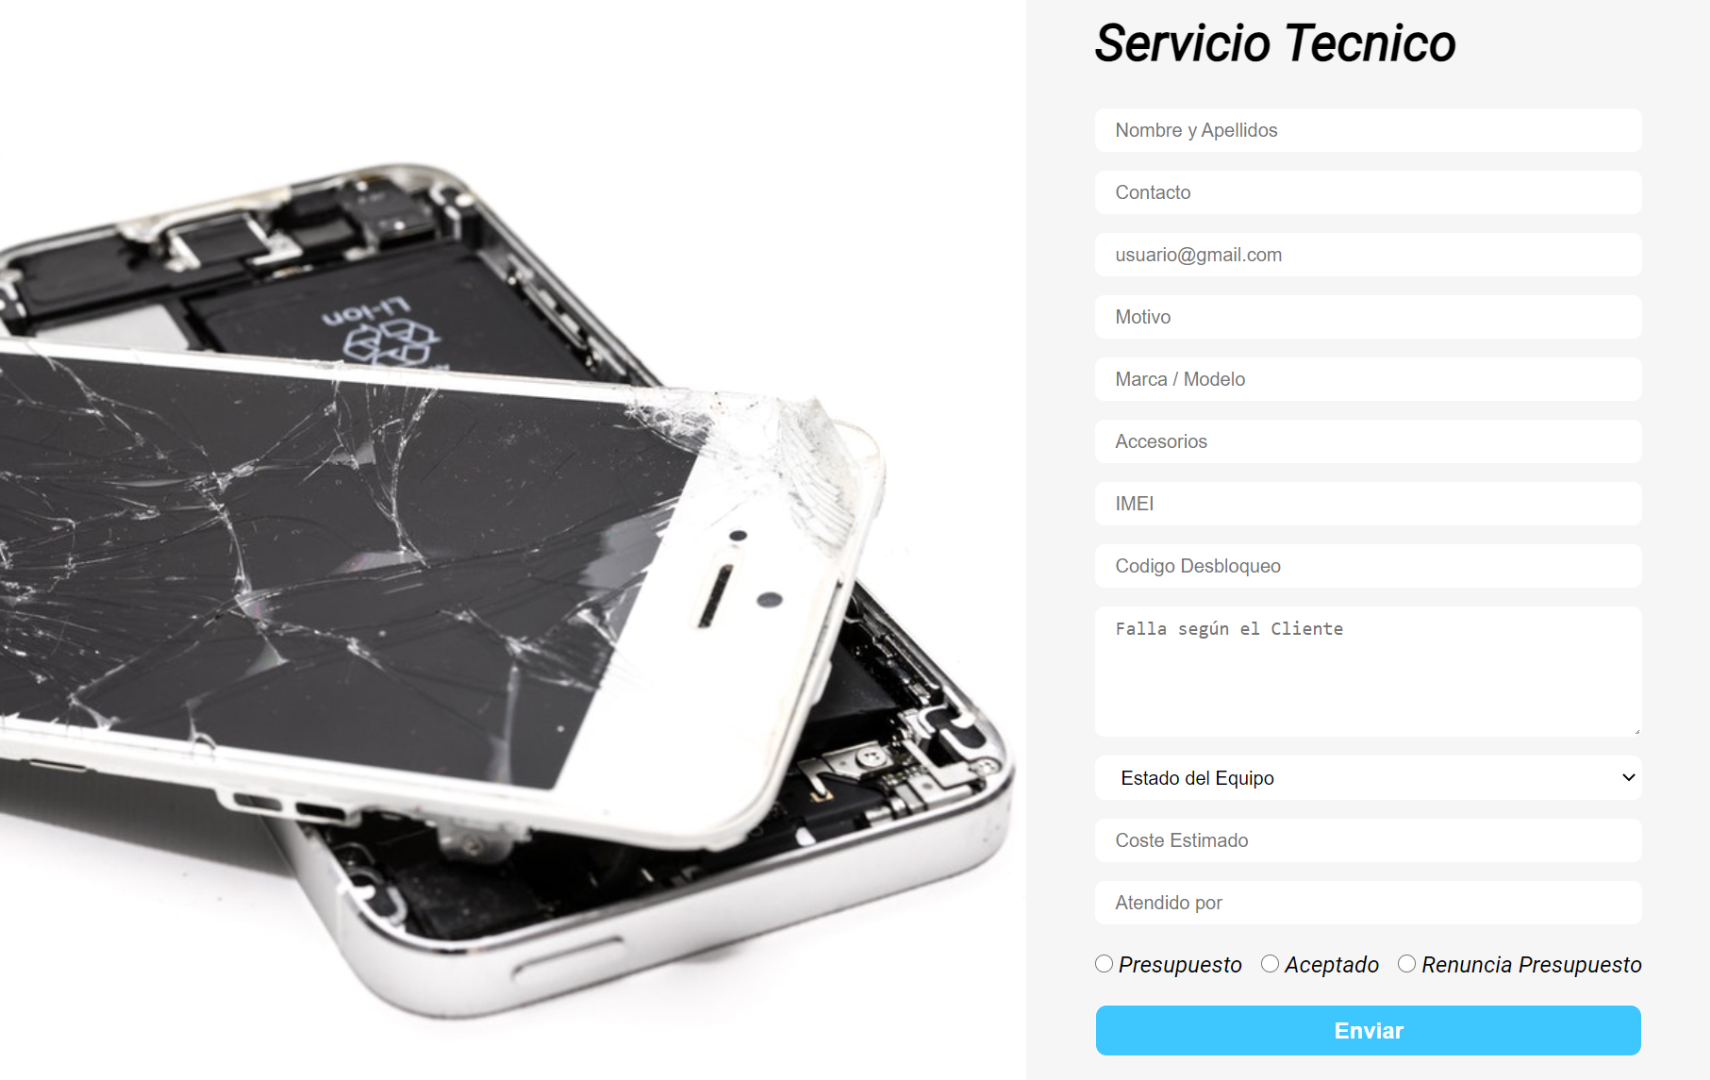 Servicio Tecnico
Nombre y Apellidos
Contacto
usuario@gmail.com
Motivo
Marca / Modelo
Accesorios
IMEI
Codigo Desbloqueo
Falla según el Cliente
Estado del Equipo
Coste Estimado
Atendido por
Presupuesto Aceptado Renuncia Presupuesto
Enviar
Li-ion